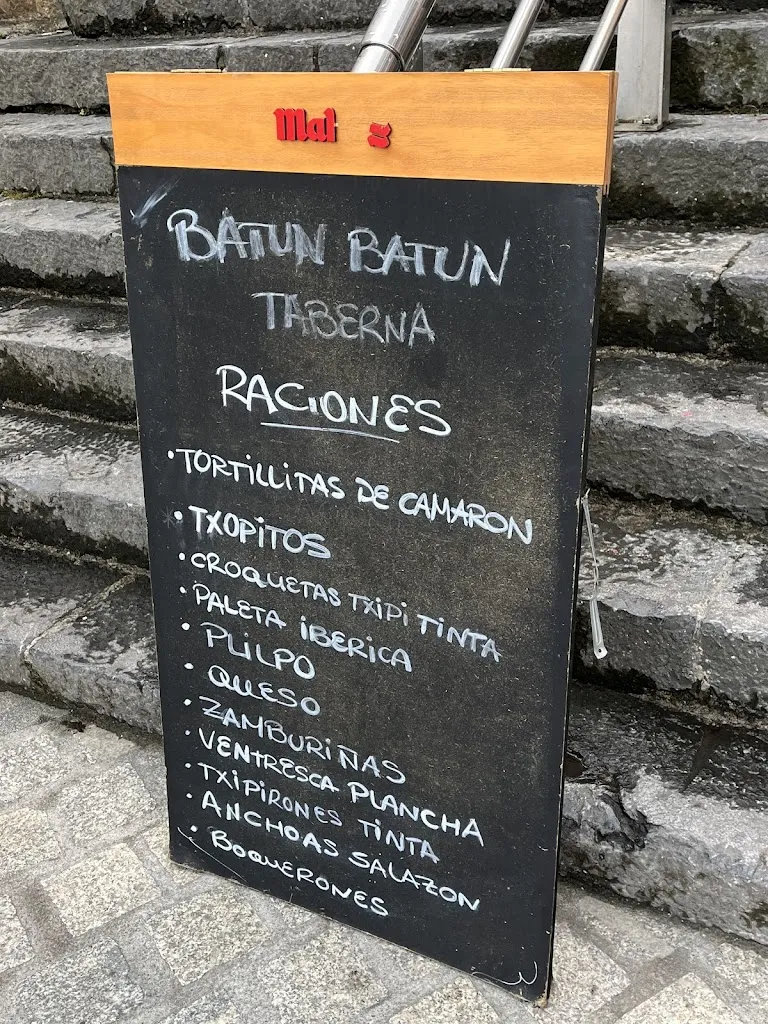 Mal s
BATUN BATUN
TABERNA
RACIONES
• TORTILLITAS DE CAMARON
• TXOPITOS
• CROQUETAS TXIPI TINTA
• PALETA IBERICA
• PULPO
• QUESO
• ZAMBURIÑAS
• VENTRESCA PLANCHA
• TXIPIRONES TINTA
• ANCHOAS SALAZON
• BOQUERONES